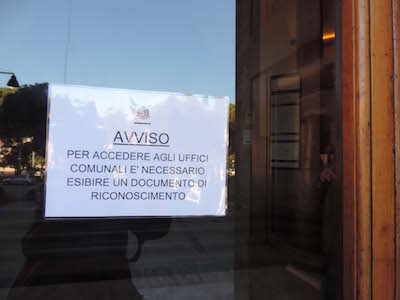 AVVISO
PER ACCEDERE AGLI UFFICI
COMUNALI E' NECESSARIO
ESIBIRE UN DOCUMENTO DI
RICONOSCIMENTO